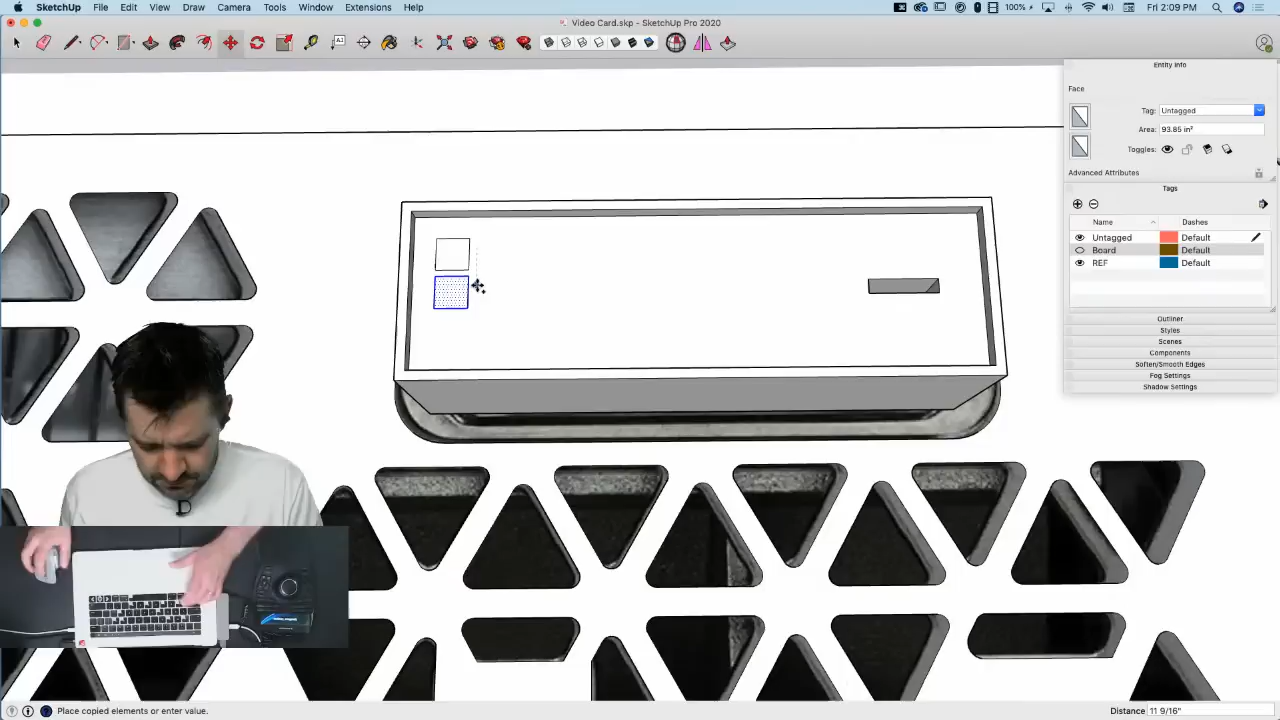 SketchUp File Edit View Draw Camera Tools Window Extensions Help 100% Fri 2:09 PM
Video Card.skp - SketchUp Pro 2020
Entity Info
Face
Tag: Untagged
Area: 93.85 in²
Toggles:
Advanced Attributes
Tags
Name Dashes
Untagged Default
Board Default
REF Default
Outliner
Styles
Scenes
Components
Soften/Smooth Edges
Fog Settings
Shadow Settings
Place copied elements or enter value.
Distance 11 9/16"